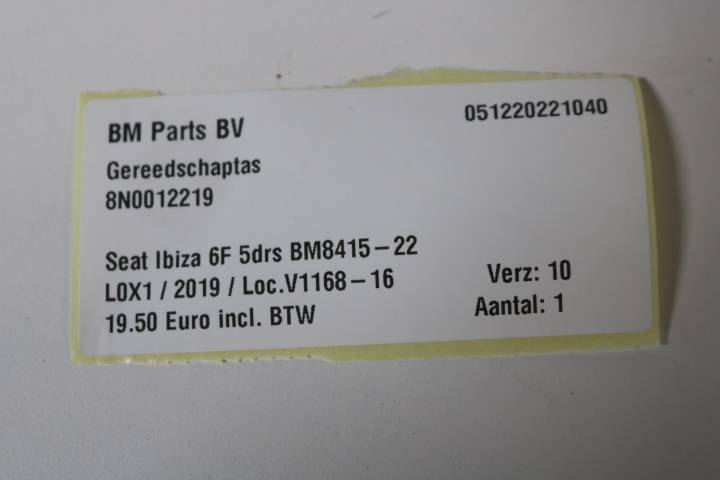 BM Parts BV
051220221040
Gereedschaptas
8N0012219
Seat Ibiza 6F 5drs BM8415-22
L0X1 / 2019 / Loc.V1168-16
Verz: 10
19.50 Euro incl. BTW
Aantal: 1